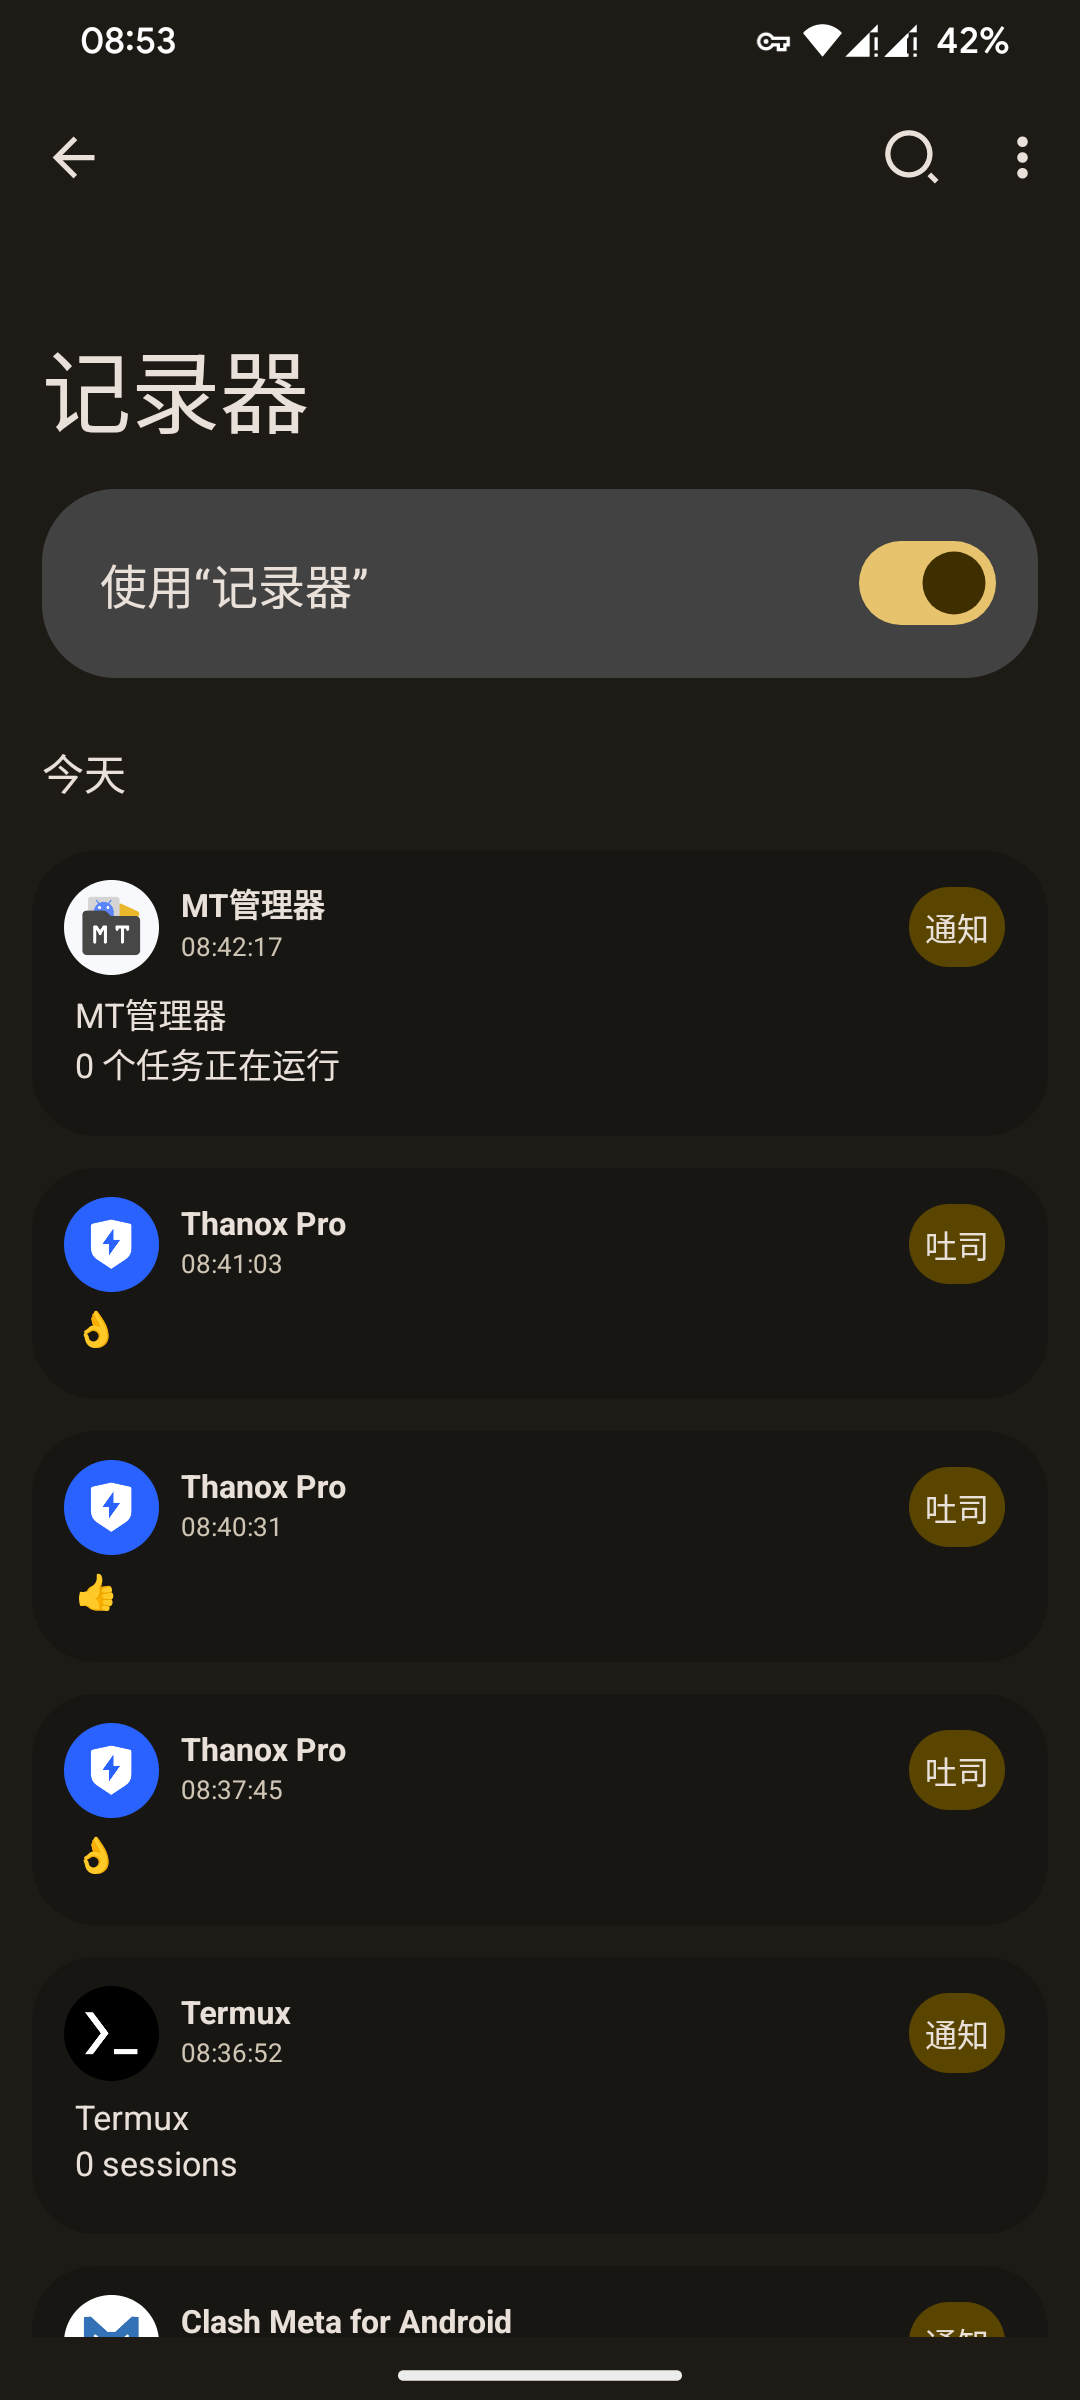 08:53
42%
记录器
使用“记录器”
今天
MT管理器
08:42:17
通知
MT管理器
0 个任务正在运行
Thanox Pro
08:41:03
吐司
👌
Thanox Pro
08:40:31
吐司
👍
Thanox Pro
08:37:45
吐司
👌
Termux
08:36:52
通知
Termux
0 sessions
Clash Meta for Android
通知